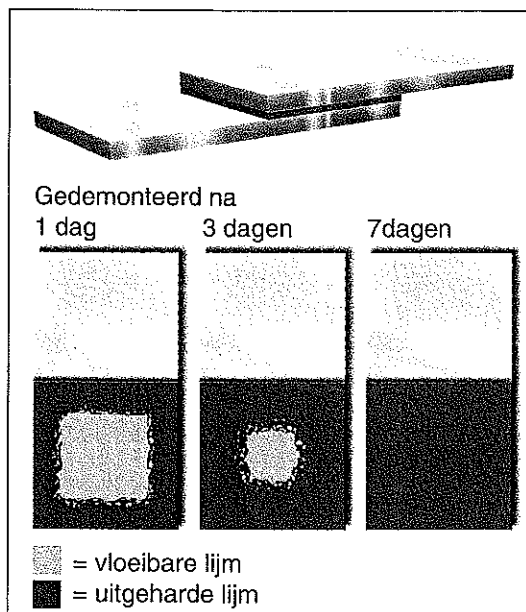 Gedemonteerd na
1 dag 3 dagen 7dagen
= vloeibare lijm
= uitgeharde lijm